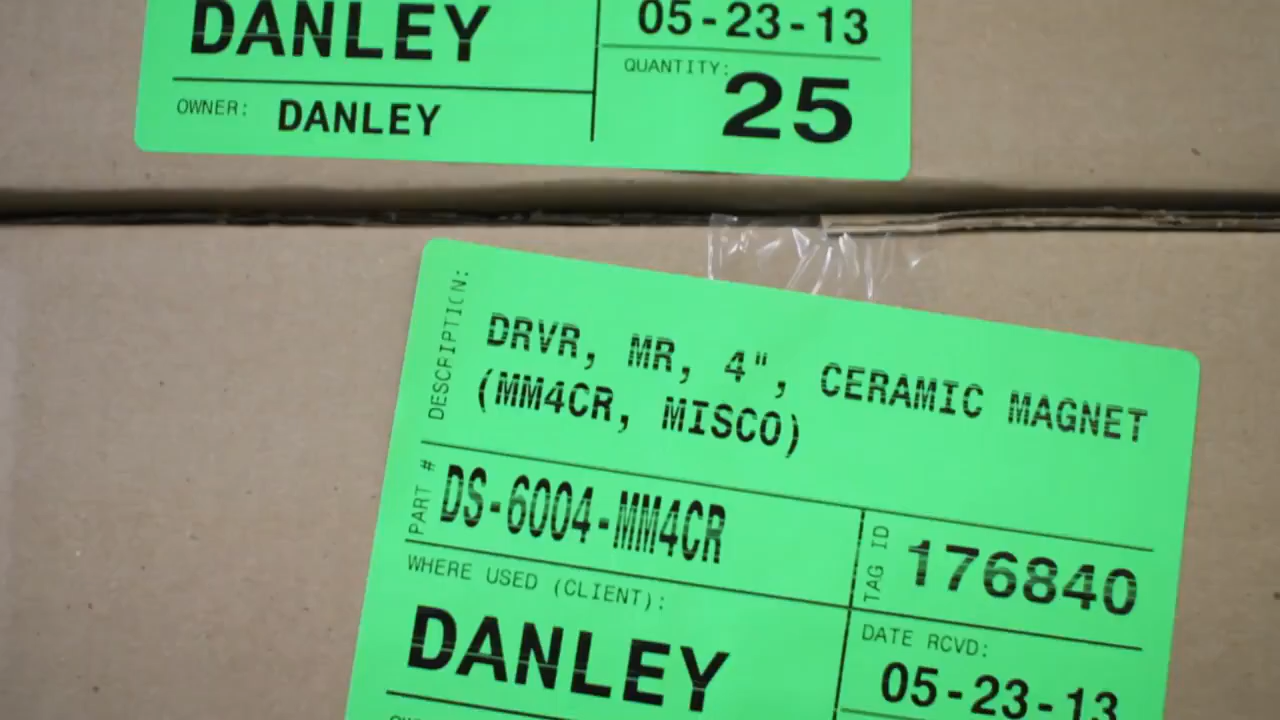 DANLEY
05-23-13
QUANTITY:
25
OWNER: DANLEY
DESCRIPTION:
DRVR, MR, 4", CERAMIC MAGNET
(MM4CR, MISCO)
PART # DS-6004-MM4CR
TAG ID 176840
WHERE USED (CLIENT):
DANLEY
DATE RCVD:
05-23-13